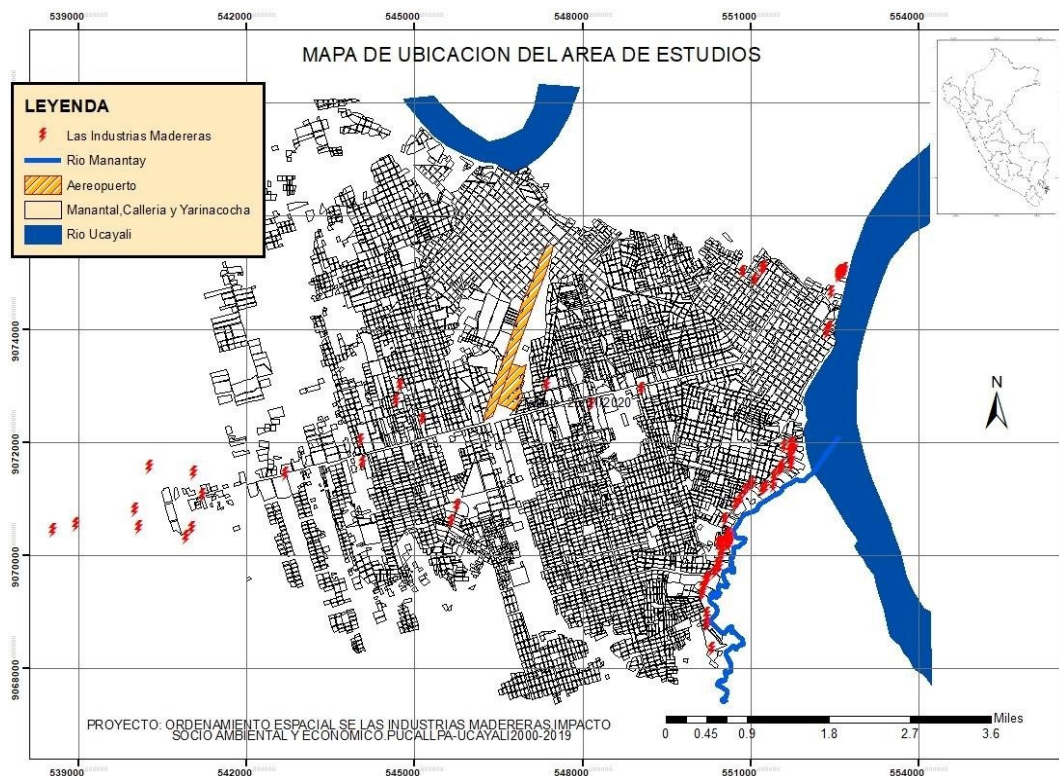 539000 542000 545000 548000 551000 554000
MAPA DE UBICACION DEL AREA DE ESTUDIOS
LEYENDA
Las Industrias Madereras
Rio Manantay
Aereopuerto
Manantal,Calleria y Yarinacocha
Rio Ucayali
9074000
9072000
9070000
9068000
2020
N
PROYECTO: ORDENAMIENTO ESPACIAL SE LAS INDUSTRIAS MADERERAS,IMPACTO
SOCIO AMBIENTAL Y ECONOMICO.PUCALLPA-UCAYALI2000-2019
Miles
0 0.45 0.9 1.8 2.7 3.6
539000 542000 545000 548000 551000 554000